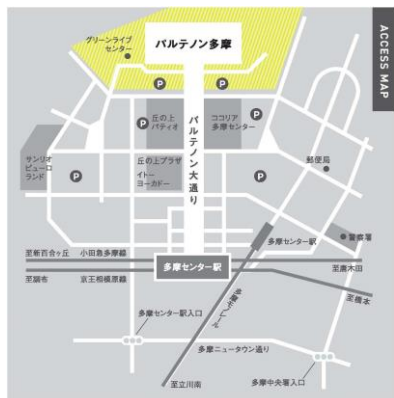 ACCESS MAP
グリーンライブ
センター
パルテノン多摩
P
P
P
P
P
P
丘の上
パティオ
ココリア
多摩センター
パルテノン大通り
サンリオ
ピューロ
ランド
丘の上プラザ
イトー
ヨーカドー
郵便局
警察署
多摩センター駅
至新百合ヶ丘
小田急多摩線
至唐木田
多摩センター駅
至調布
京王相模原線
至橋本
多摩モノレール
多摩センター駅入口
多摩ニュータウン通り
至立川南
多摩中央署入口